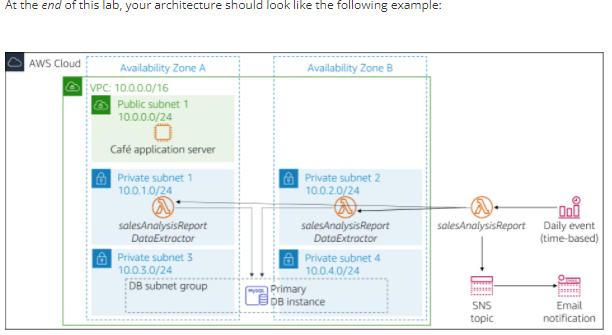 At the end of this lab, your architecture should look like the following example:
AWS Cloud
Availability Zone A
Availability Zone B
VPC: 10.0.0.0/16
Public subnet 1
10.0.0.0/24
Café application server
Private subnet 1
10.0.1.0/24
Private subnet 2
10.0.2.0/24
salesAnalysisReport
DataExtractor
salesAnalysisReport
DataExtractor
salesAnalysisReport
Daily event
(time-based)
Private subnet 3
10.0.3.0/24
Private subnet 4
10.0.4.0/24
DB subnet group
MySQL
Primary
DB instance
SNS
topic
Email
notification